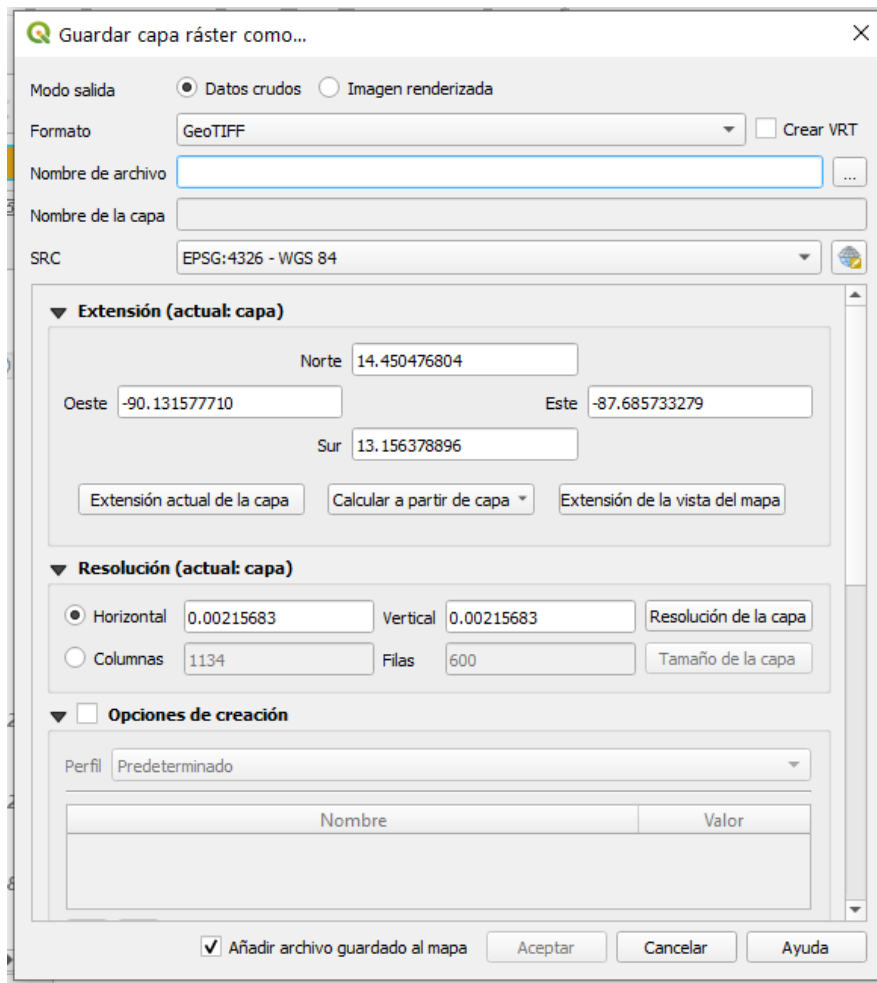 Guardar capa ráster como...
Modo salida Datos crudos Imagen renderizada
Formato GeoTIFF Crear VRT
Nombre de archivo ...
Nombre de la capa
SRC EPSG:4326 - WGS 84
Extensión (actual: capa)
Norte 14.450476804
Oeste -90.131577710 Este -87.685733279
Sur 13.156378896
Extensión actual de la capa Calcular a partir de capa Extensión de la vista del mapa
Resolución (actual: capa)
Horizontal 0.00215683 Vertical 0.00215683 Resolución de la capa
Columnas 1134 Filas 600 Tamaño de la capa
Opciones de creación
Perfil Predeterminado
Nombre Valor
Añadir archivo guardado al mapa Aceptar Cancelar Ayuda